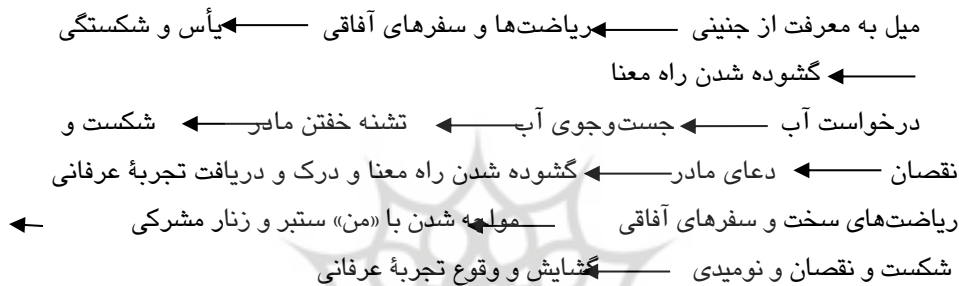 میل به معرفت از جنینی ← ریاضت‌ها و سفرهای آفاقی ← یأس و شکستگی
← گشوده شدن راه معنا
درخواست آب ← جست‌وجوی آب ← تشنه خفتن مادر ← شکست و
نقصان ← دعای مادر ← گشوده شدن راه معنا و درک و دریافت تجربۀ عرفانی
ریاضت‌های سخت و سفرهای آفاقی ← مواجه شدن با «من» ستبر و زنار مشرکی ←
شکست و نقصان و نومیدی ← گشایش و وقوع تجربۀ عرفانی